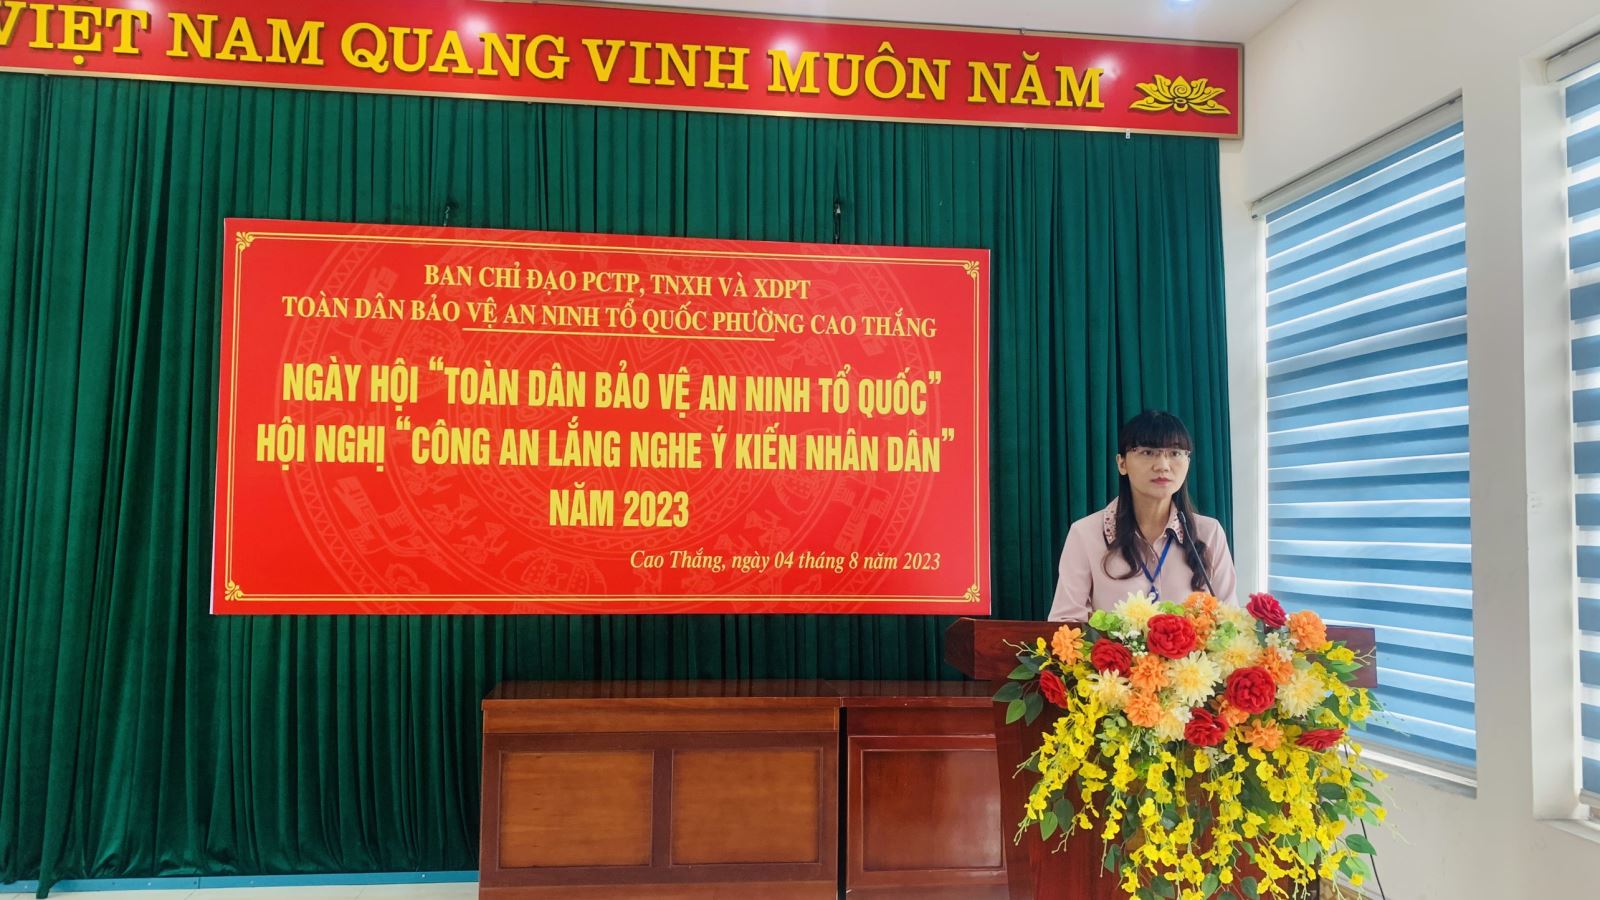 VIỆT NAM QUANG VINH MUÔN NĂM
BAN CHỈ ĐẠO PCTP, TNXH VÀ XDPT
TOÀN DÂN BẢO VỆ AN NINH TỔ QUỐC PHƯỜNG CAO THẮNG
NGÀY HỘI “TOÀN DÂN BẢO VỆ AN NINH TỔ QUỐC”
HỘI NGHỊ “CÔNG AN LẮNG NGHE Ý KIẾN NHÂN DÂN”
NĂM 2023
Cao Thắng, ngày 04 tháng 8 năm 2023